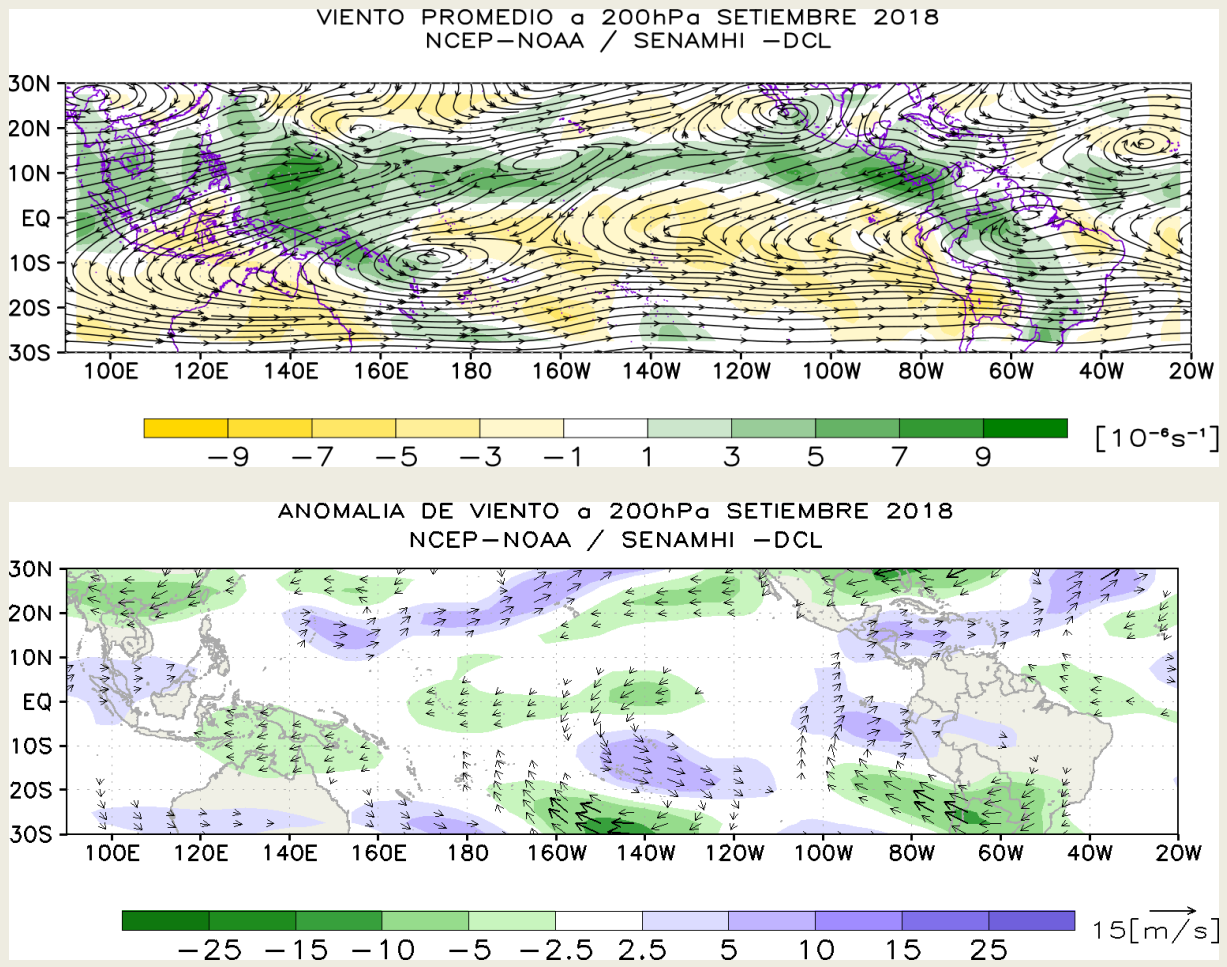 VIENTO PROMEDIO a 200hPa SETIEMBRE 2018
NCEP-NOAA / SENAMHI -DCL
30N
20N
10N
EQ
10S
20S
30S
100E 120E 140E 160E 180 160W 140W 120W 100W 80W 60W 40W 20W
-9 -7 -5 -3 -1 1 3 5 7 9 [10⁻⁶s⁻¹]
ANOMALIA DE VIENTO a 200hPa SETIEMBRE 2018
NCEP-NOAA / SENAMHI -DCL
30N
20N
10N
EQ
10S
20S
30S
100E 120E 140E 160E 180 160W 140W 120W 100W 80W 60W 40W 20W
-25 -15 -10 -5 -2.5 2.5 5 10 15 25 15[m/s]